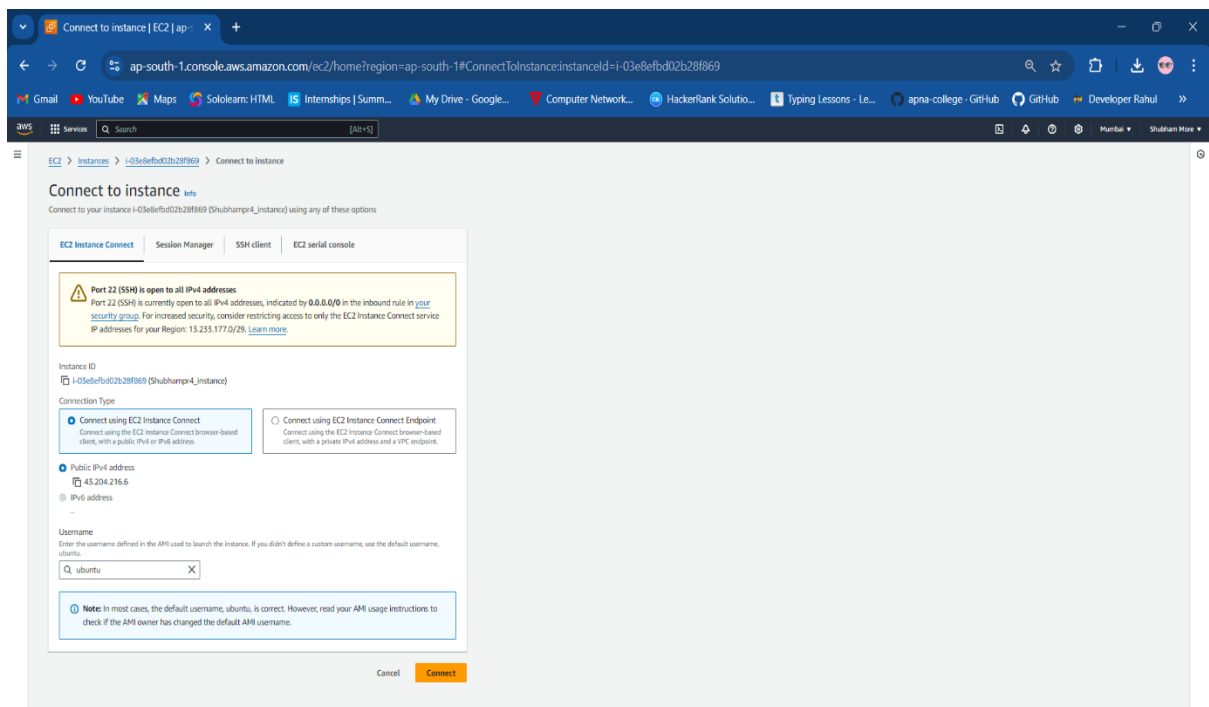 Connect to instance | EC2 | ap-s
ap-south-1.console.aws.amazon.com/ec2/home?region=ap-south-1#ConnectToInstance:instanceId=i-03e8efbd02b28f869
Gmail YouTube Maps Sololearn: HTML IS Internships | Summ... My Drive - Google... Computer Network... HackerRank Solutio... t Typing Lessons - Le... apna-college · GitHub GitHub Developer Rahul »
aws Services Search [Alt+S] Mumbai Shubham More
EC2 > Instances > i-03e8efbd02b28f869 > Connect to instance
Connect to instance Info
Connect to your instance i-03e8efbd02b28f869 (Shubhampr4_instance) using any of these options
EC2 Instance Connect Session Manager SSH client EC2 serial console
Port 22 (SSH) is open to all IPv4 addresses
Port 22 (SSH) is currently open to all IPv4 addresses, indicated by 0.0.0.0/0 in the inbound rule in your
security group. For increased security, consider restricting access to only the EC2 Instance Connect service
IP addresses for your Region: 13.233.177.0/29. Learn more.
Instance ID
i-03e8efbd02b28f869 (Shubhampr4_instance)
Connection Type
Connect using EC2 Instance Connect
Connect using the EC2 Instance Connect browser-based
client, with a public IPv4 or IPv6 address.
Connect using EC2 Instance Connect Endpoint
Connect using the EC2 Instance Connect browser-based
client, with a private IPv4 address and a VPC endpoint.
Public IPv4 address
43.204.216.6
IPv6 address
–
Username
Enter the username defined in the AMI used to launch the instance. If you didn't define a custom username, use the default username,
ubuntu.
ubuntu
Note: In most cases, the default username, ubuntu, is correct. However, read your AMI usage instructions to
check if the AMI owner has changed the default AMI username.
Cancel Connect